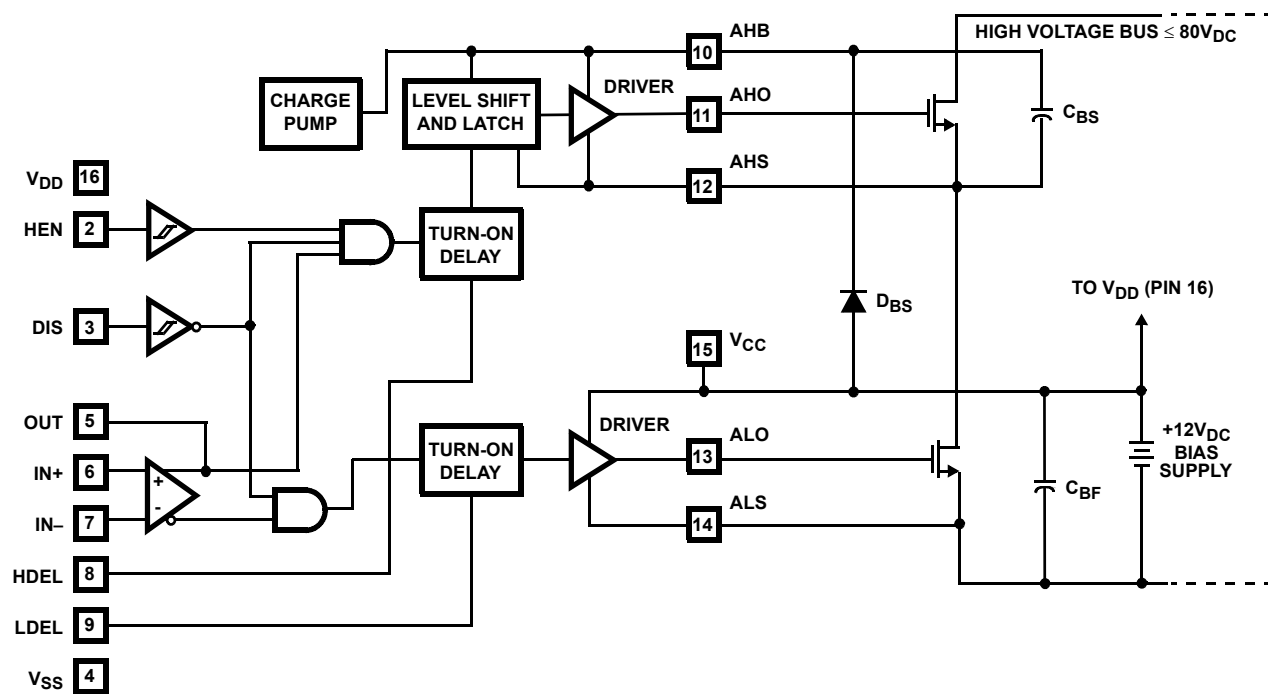 AHB
10
HIGH VOLTAGE BUS ≤ 80VDC
CHARGE
PUMP
LEVEL SHIFT
AND LATCH
DRIVER
AHO
11
CBS
AHS
12
VDD 16
HEN 2
TURN-ON
DELAY
DIS 3
DBS
TO VDD (PIN 16)
15
VCC
OUT 5
IN+ 6
+
-
IN– 7
TURN-ON
DELAY
DRIVER
ALO
13
+12VDC
BIAS
SUPPLY
CBF
ALS
14
HDEL 8
LDEL 9
VSS 4